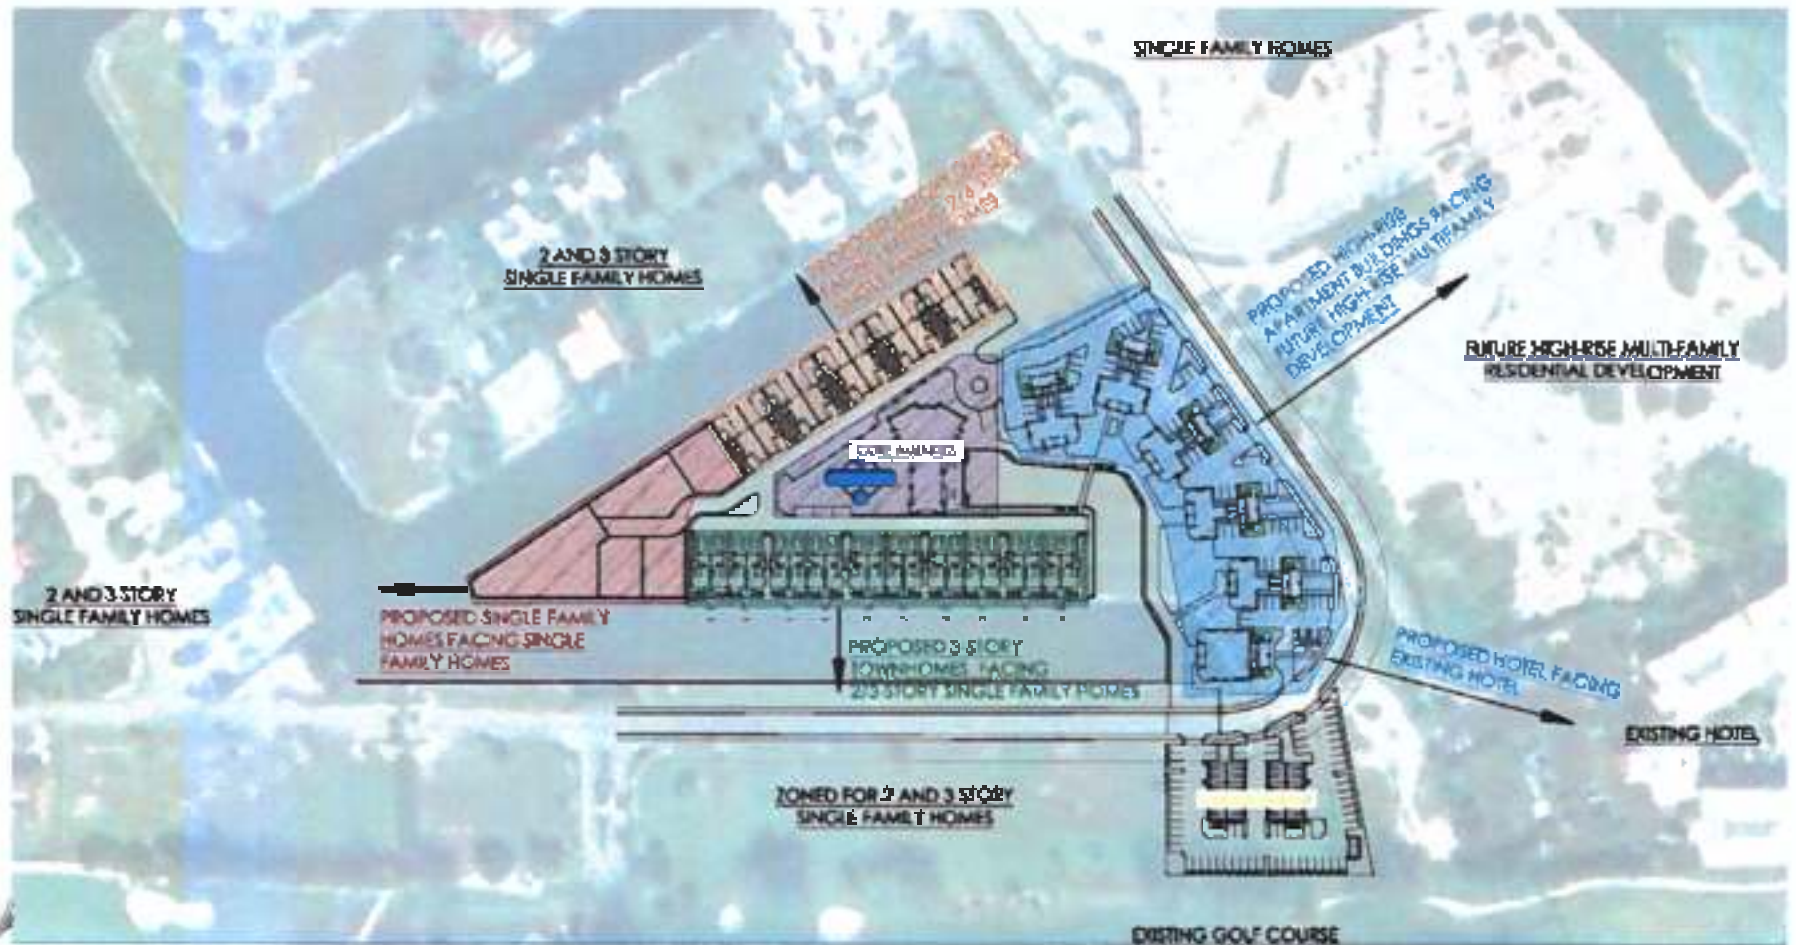 SINGLE FAMILY HOMES
2 AND 3 STORY
SINGLE FAMILY HOMES
PROPOSED HIGH-RISE
APARTMENT BUILDINGS FACING
FUTURE HIGH-RISE MULTIFAMILY
DEVELOPMENT
FUTURE HIGH-RISE MULTI-FAMILY
RESIDENTIAL DEVELOPMENT
2 AND 3 STORY
SINGLE FAMILY HOMES
PROPOSED SINGLE FAMILY
HOMES FACING SINGLE
FAMILY HOMES
PROPOSED 3 STORY
TOWNHOMES FACING
2/3 STORY SINGLE FAMILY HOMES
PROPOSED HOTEL FACING
EXISTING HOTEL
EXISTING HOTEL
ZONED FOR 2 AND 3 STORY
SINGLE FAMILY HOMES
EXISTING GOLF COURSE